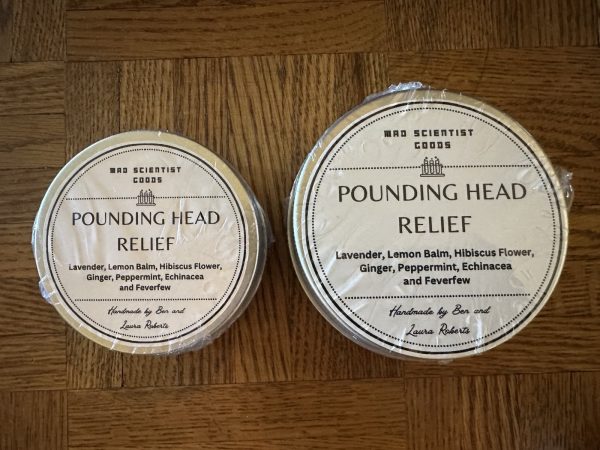 MAD SCIENTIST
GOODS
POUNDING HEAD
RELIEF
Lavender, Lemon Balm, Hibiscus Flower,
Ginger, Peppermint, Echinacea
and Feverfew
Handmade by Ben and
Laura Roberts
MAD SCIENTIST
GOODS
POUNDING HEAD
RELIEF
Lavender, Lemon Balm, Hibiscus Flower,
Ginger, Peppermint, Echinacea
and Feverfew
Handmade by Ben and
Laura Roberts